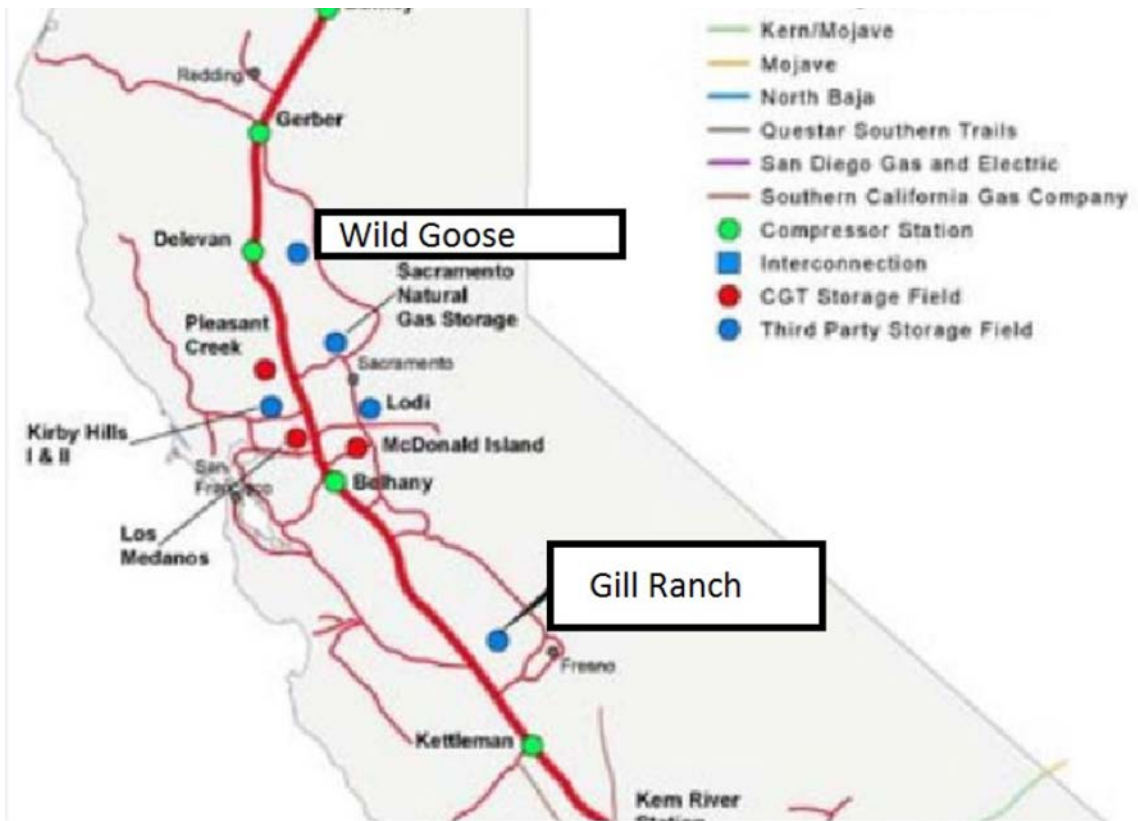 Redding
Gerber
Delevan
Wild Goose
Sacramento
Natural
Gas Storage
Pleasant
Creek
Sacramento
Lodi
Kirby Hills
I & II
McDonald Island
San
Francisco
Bethany
Los
Medanos
Gill Ranch
Fresno
Kettleman
Kern River
Station
Kern/Mojave
Mojave
North Baja
Questar Southern Trails
San Diego Gas and Electric
Southern California Gas Company
Compressor Station
Interconnection
CGT Storage Field
Third Party Storage Field